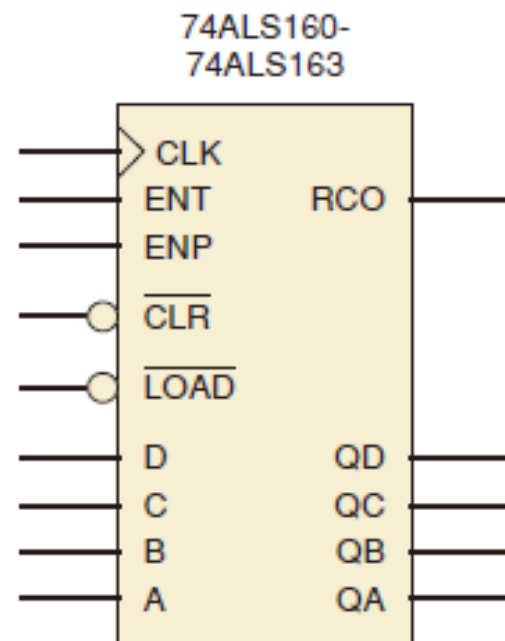 74ALS160-
74ALS163
CLK
ENT RCO
ENP
CLR
LOAD
D QD
C QC
B QB
A QA